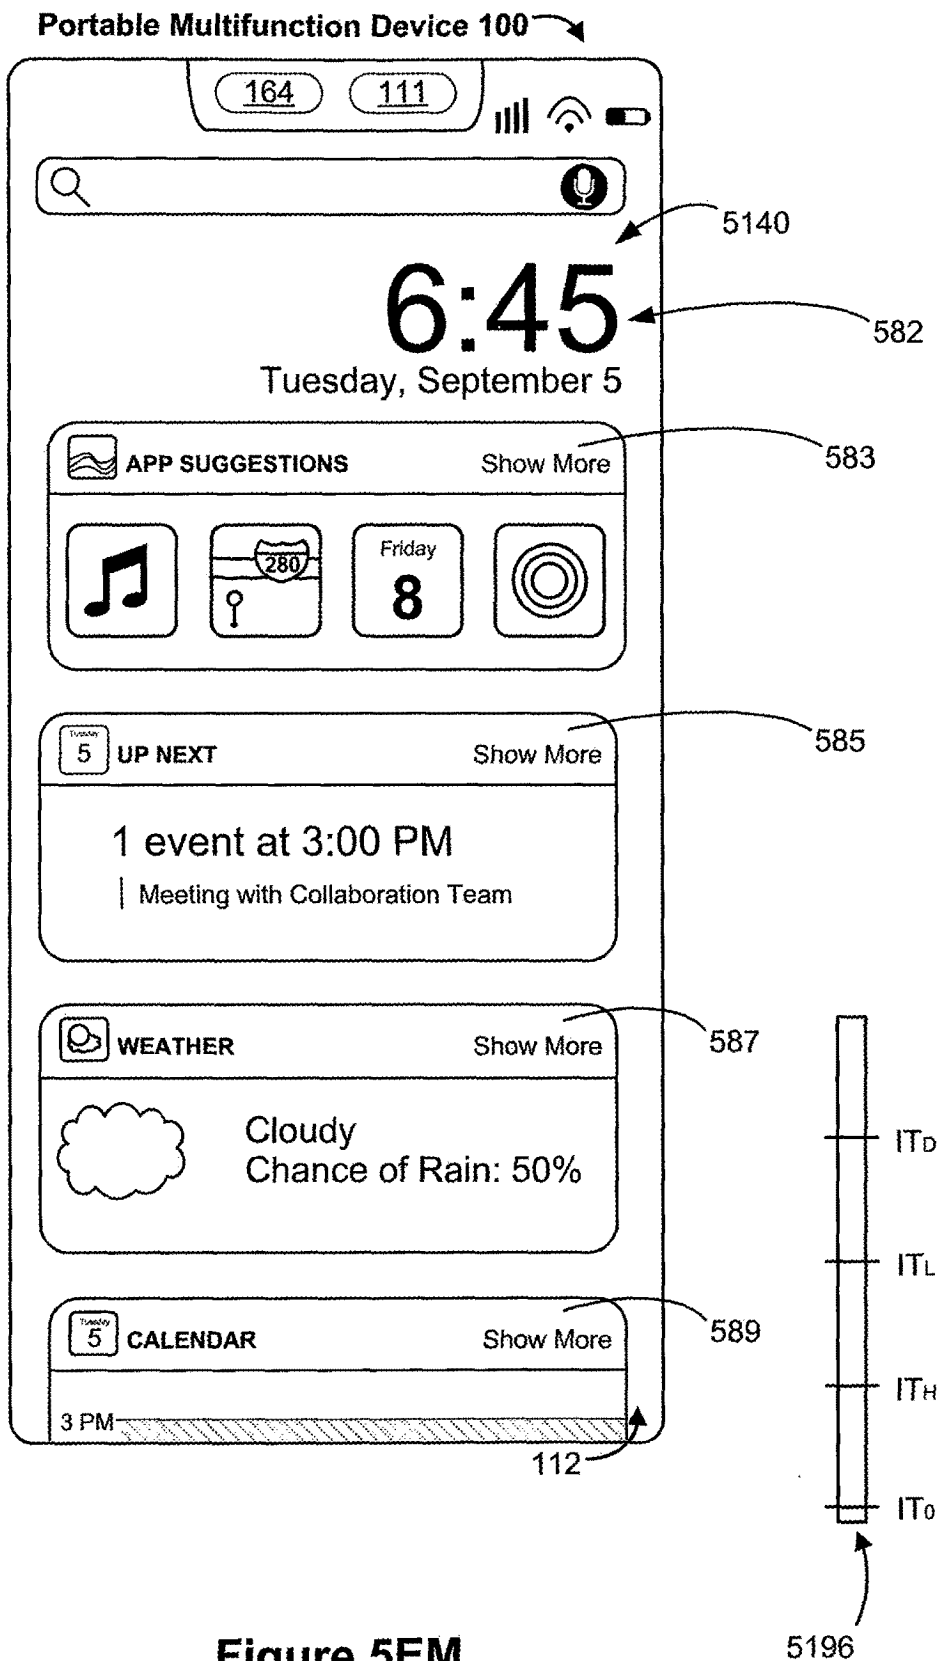 Portable Multifunction Device 100
164 111
5140
6:45
582
Tuesday, September 5
583
APP SUGGESTIONS Show More
280
Friday
8
585
Tuesday
5
UP NEXT Show More
1 event at 3:00 PM
Meeting with Collaboration Team
587
WEATHER Show More
Cloudy
Chance of Rain: 50%
589
Tuesday
5
CALENDAR Show More
3 PM
112
ITD
ITL
ITH
IT0
5196
Figure 5EM